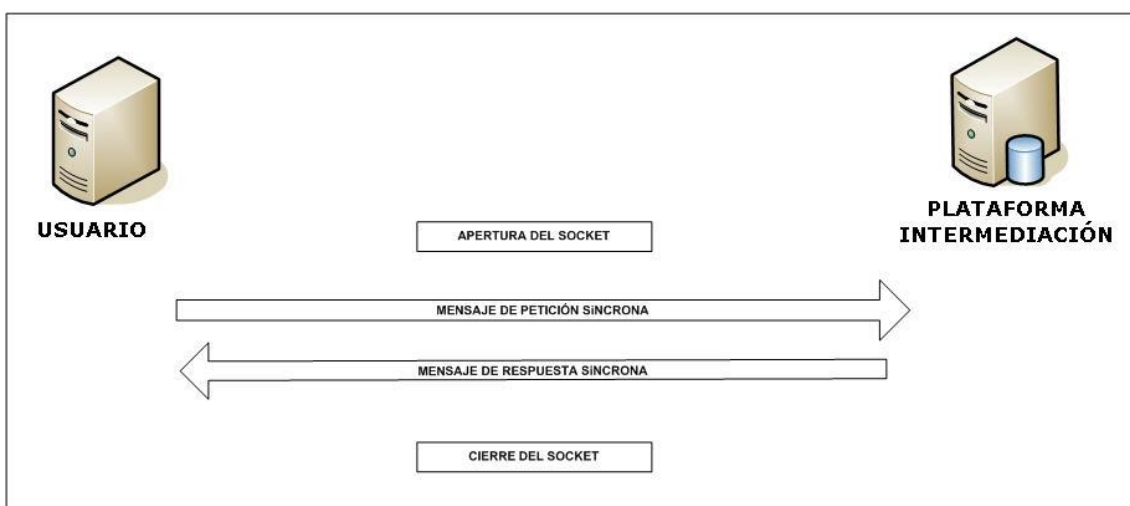 USUARIO
PLATAFORMA
INTERMEDIACIÓN
APERTURA DEL SOCKET
MENSAJE DE PETICIÓN SíNCRONA
MENSAJE DE RESPUESTA SíNCRONA
CIERRE DEL SOCKET